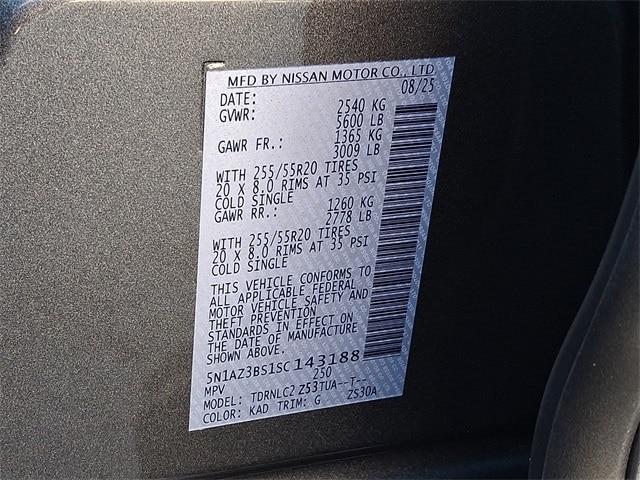 MFD BY NISSAN MOTOR CO., LTD
DATE: 08/25
GVWR: 2540 KG
5600 LB
GAWR FR.: 1365 KG
3009 LB
WITH 255/55R20 TIRES
20 X 8.0 RIMS AT 35 PSI
COLD SINGLE
GAWR RR.: 1260 KG
2778 LB
WITH 255/55R20 TIRES
20 X 8.0 RIMS AT 35 PSI
COLD SINGLE
THIS VEHICLE CONFORMS TO
ALL APPLICABLE FEDERAL
MOTOR VEHICLE SAFETY AND
THEFT PREVENTION
STANDARDS IN EFFECT ON
THE DATE OF MANUFACTURE
SHOWN ABOVE.
5N1AZ3BS1SC143188
MPV 250
MODEL: TDRNLC2 Z53TUA--T--
COLOR: KAD TRIM: G ZS30A